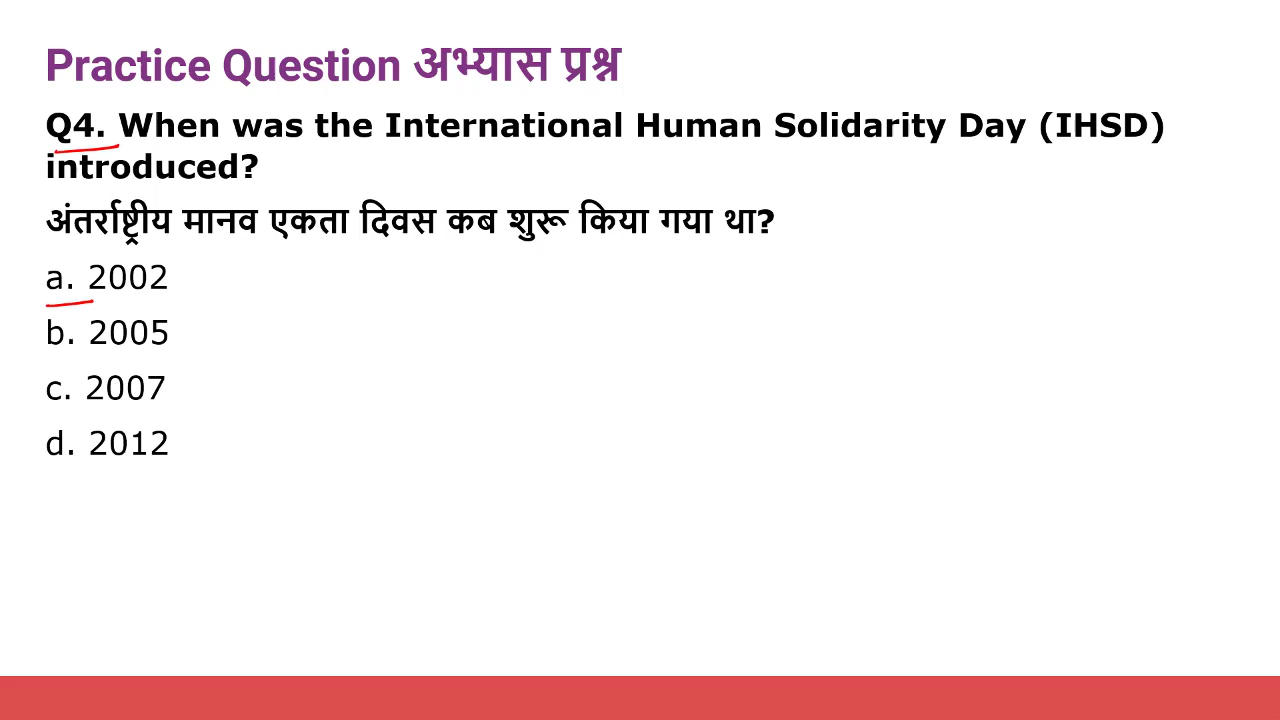 Practice Question अभ्यास प्रश्न
Q4. When was the International Human Solidarity Day (IHSD)
introduced?
अंतर्राष्ट्रीय मानव एकता दिवस कब शुरू किया गया था?
a. 2002
b. 2005
c. 2007
d. 2012